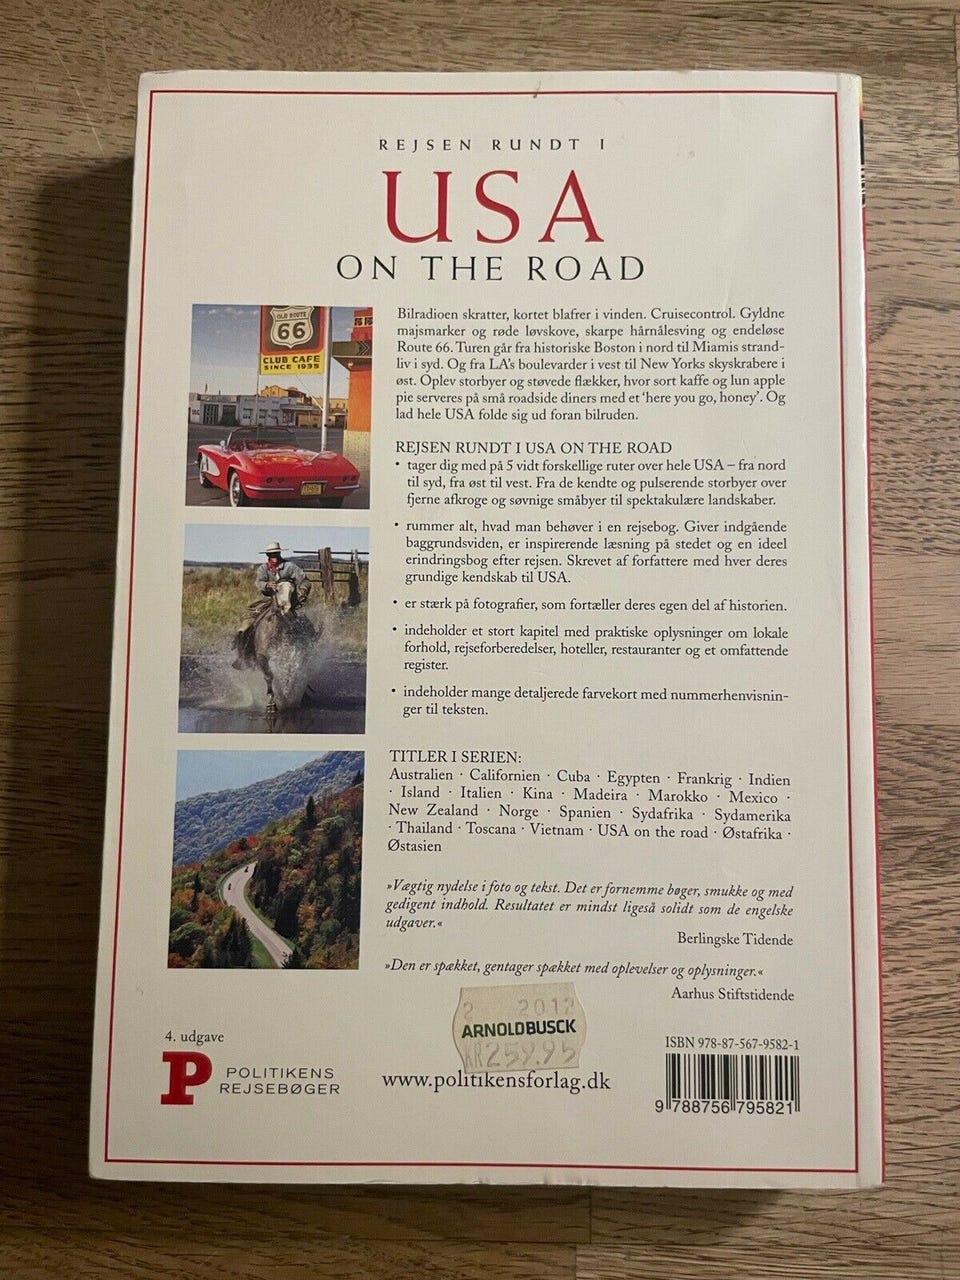 REJSEN RUNDT I
USA
ON THE ROAD
OLD ROUTE
66
CLUB CAFE
SINCE 1935
Bilradioen skratter, kortet blafrer i vinden. Cruisecontrol. Gyldne
majsmarker og røde løvskove, skarpe hårnålesving og endeløse
Route 66. Turen går fra historiske Boston i nord til Miamis strand-
liv i syd. Og fra LA's boulevarder i vest til New Yorks skyskrabere i
øst. Oplev storbyer og støvede flækker, hvor sort kaffe og lun apple
pie serveres på små roadside diners med et 'here you go, honey'. Og
lad hele USA folde sig ud foran bilruden.
REJSEN RUNDT I USA ON THE ROAD
• tager dig med på 5 vidt forskellige ruter over hele USA – fra nord
til syd, fra øst til vest. Fra de kendte og pulserende storbyer over
fjerne afkroge og søvnige småbyer til spektakulære landskaber.
• rummer alt, hvad man behøver i en rejsebog. Giver indgående
baggrundsviden, er inspirerende læsning på stedet og en ideel
erindringsbog efter rejsen. Skrevet af forfattere med hver deres
grundige kendskab til USA.
• er stærk på fotografier, som fortæller deres egen del af historien.
• indeholder et stort kapitel med praktiske oplysninger om lokale
forhold, rejseforberedelser, hoteller, restauranter og et omfattende
register.
• indeholder mange detaljerede farvekort med nummerhenvisnin-
ger til teksten.
TITLER I SERIEN:
Australien · Californien · Cuba · Egypten · Frankrig · Indien
· Island · Italien · Kina · Madeira · Marokko · Mexico ·
New Zealand · Norge · Spanien · Sydafrika · Sydamerika
· Thailand · Toscana · Vietnam · USA on the road · Østafrika ·
Østasien
»Vægtig nydelse i foto og tekst. Det er fornemme bøger, smukke og med
gedigent indhold. Resultatet er mindst ligeså solidt som de engelske
udgaver.«
Berlingske Tidende
»Den er spækket, gentager spækket med oplevelser og oplysninger.«
Aarhus Stiftstidende
2 2012
ARNOLD BUSCK
KR259.95
4. udgave
P
POLITIKENS
REJSEBØGER
www.politikensforlag.dk
ISBN 978-87-567-9582-1
9 788756 795821